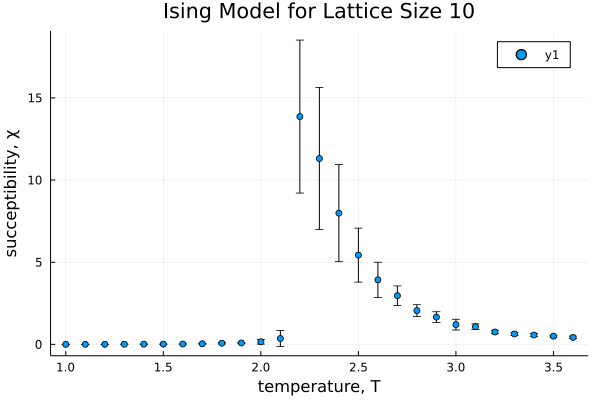 Ising Model for Lattice Size 10
y1
succeptibility, χ
15
10
5
0
1.0 1.5 2.0 2.5 3.0 3.5
temperature, T